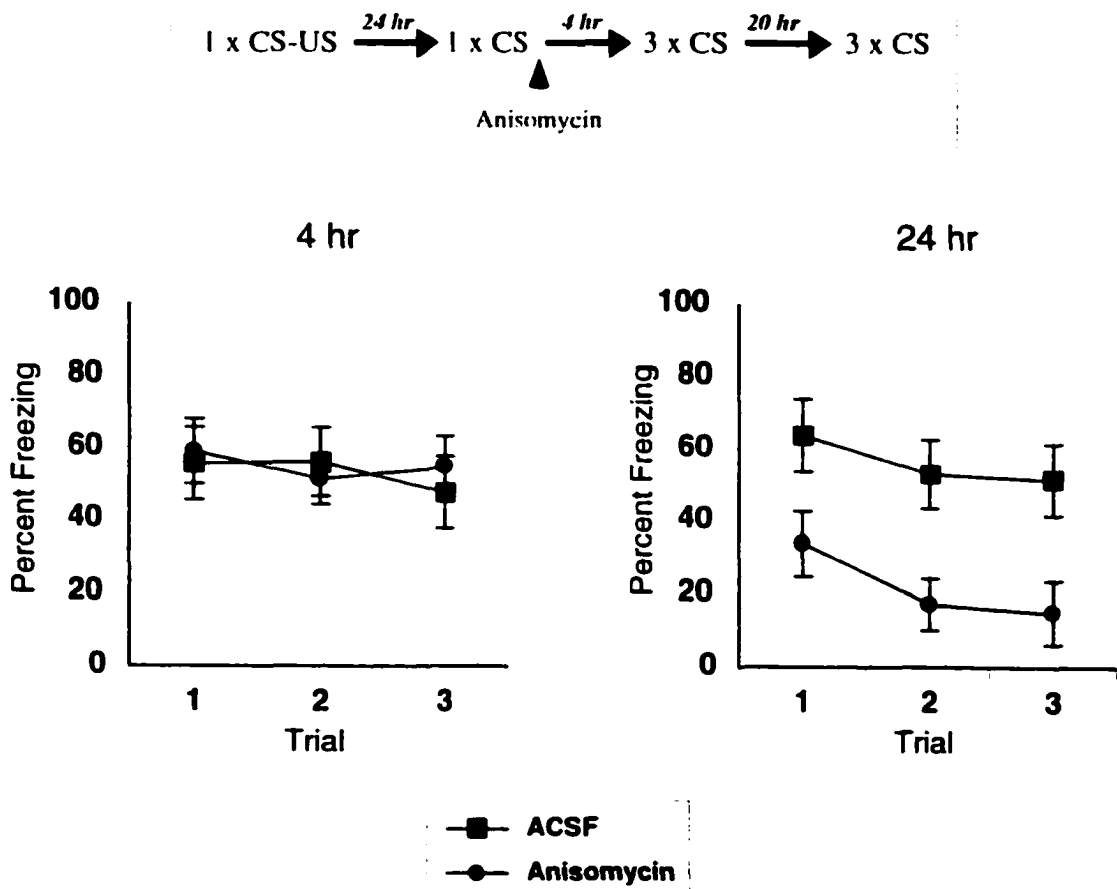 24 hr 4 hr 20 hr
1 x CS-US 1 x CS 3 x CS 3 x CS
Anisomycin
4 hr
100
80
60
40
20
0
Percent Freezing
1 2 3
Trial
24 hr
100
80
60
40
20
0
Percent Freezing
1 2 3
Trial
ACSF
Anisomycin